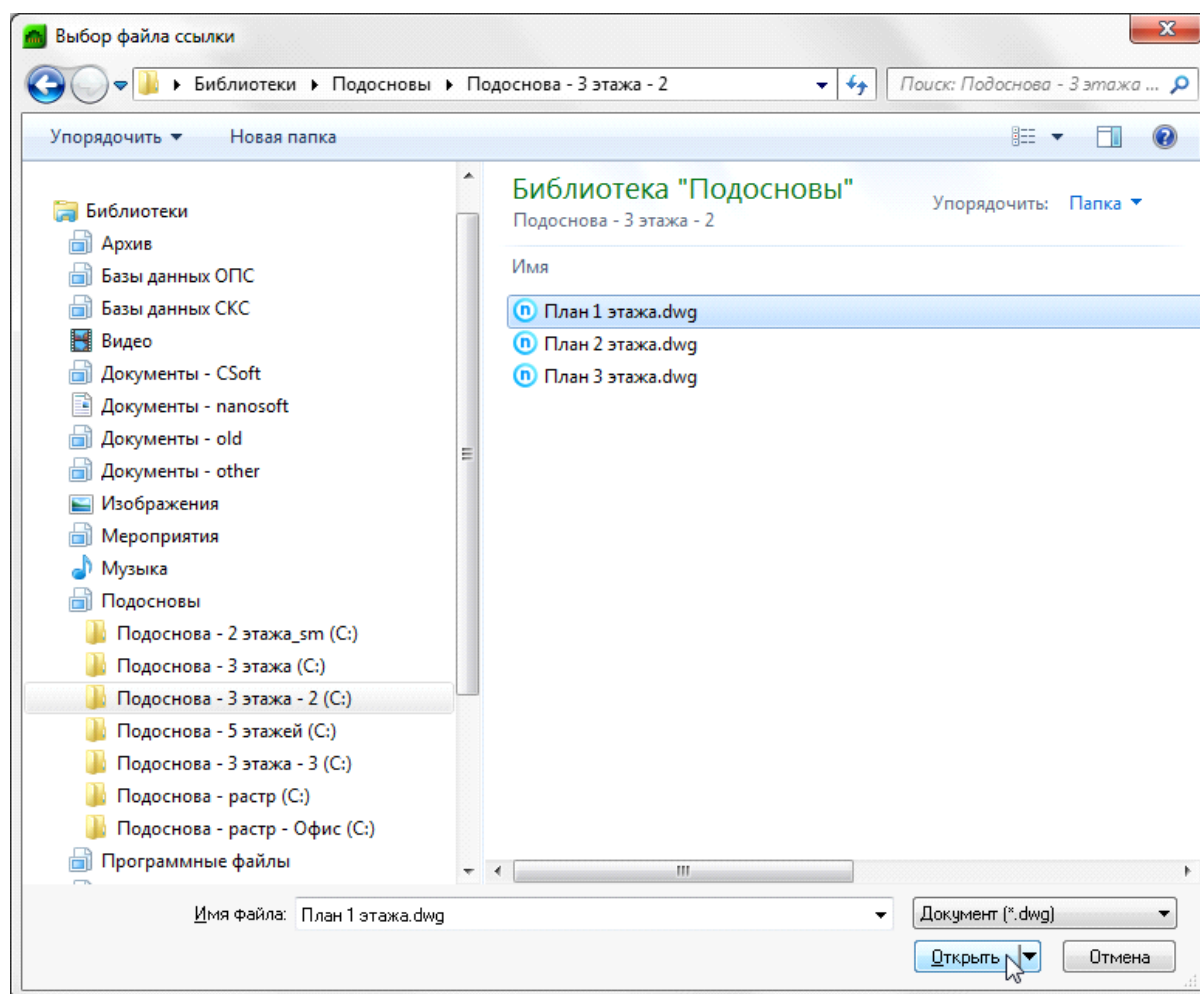 Выбор файла ссылки
Библиотеки Подосновы Подоснова - 3 этажа - 2
Поиск: Подоснова - 3 этажа ...
Упорядочить Новая папка
Библиотеки
Архив
Базы данных ОПС
Базы данных СКС
Видео
Документы - CSoft
Документы - nanosoft
Документы - old
Документы - other
Изображения
Мероприятия
Музыка
Подосновы
Подоснова - 2 этажа_sm (C:)
Подоснова - 3 этажа (C:)
Подоснова - 3 этажа - 2 (C:)
Подоснова - 5 этажей (C:)
Подоснова - 3 этажа - 3 (C:)
Подоснова - растр (C:)
Подоснова - растр - Офис (C:)
Программные файлы
Библиотека "Подосновы"
Подоснова - 3 этажа - 2
Упорядочить: Папка
Имя
План 1 этажа.dwg
План 2 этажа.dwg
План 3 этажа.dwg
Имя файла: План 1 этажа.dwg
Документ (*.dwg)
Открыть Отмена